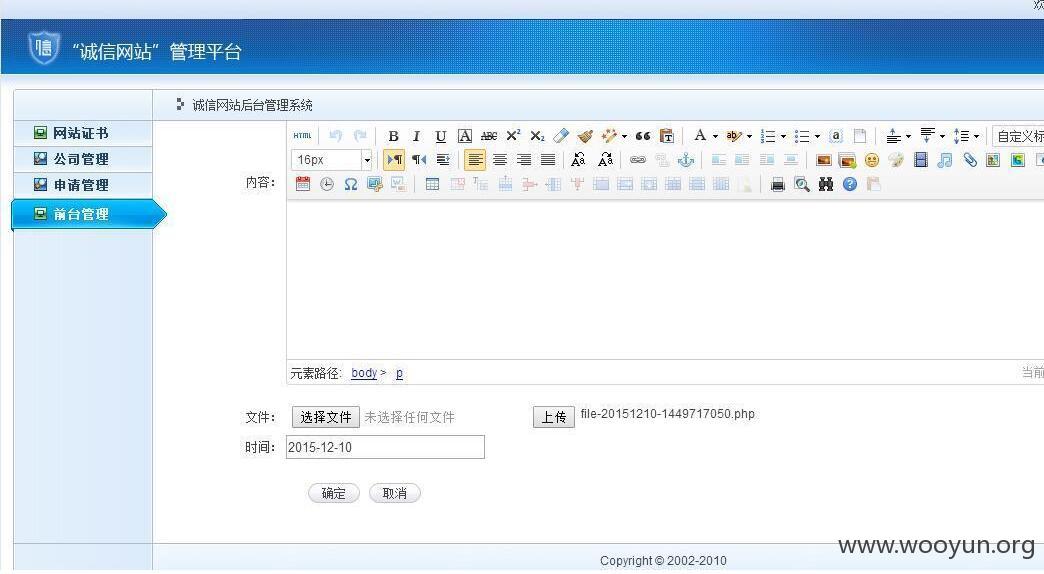 欢
“诚信网站”管理平台
诚信网站后台管理系统
网站证书
公司管理
申请管理
前台管理
HTML
自定义标
16px
内容：
元素路径: body > p
当前
文件： 选择文件 未选择任何文件 上传 file-20151210-1449717050.php
时间： 2015-12-10
确定 取消
www.wooyun.org
Copyright © 2002-2010